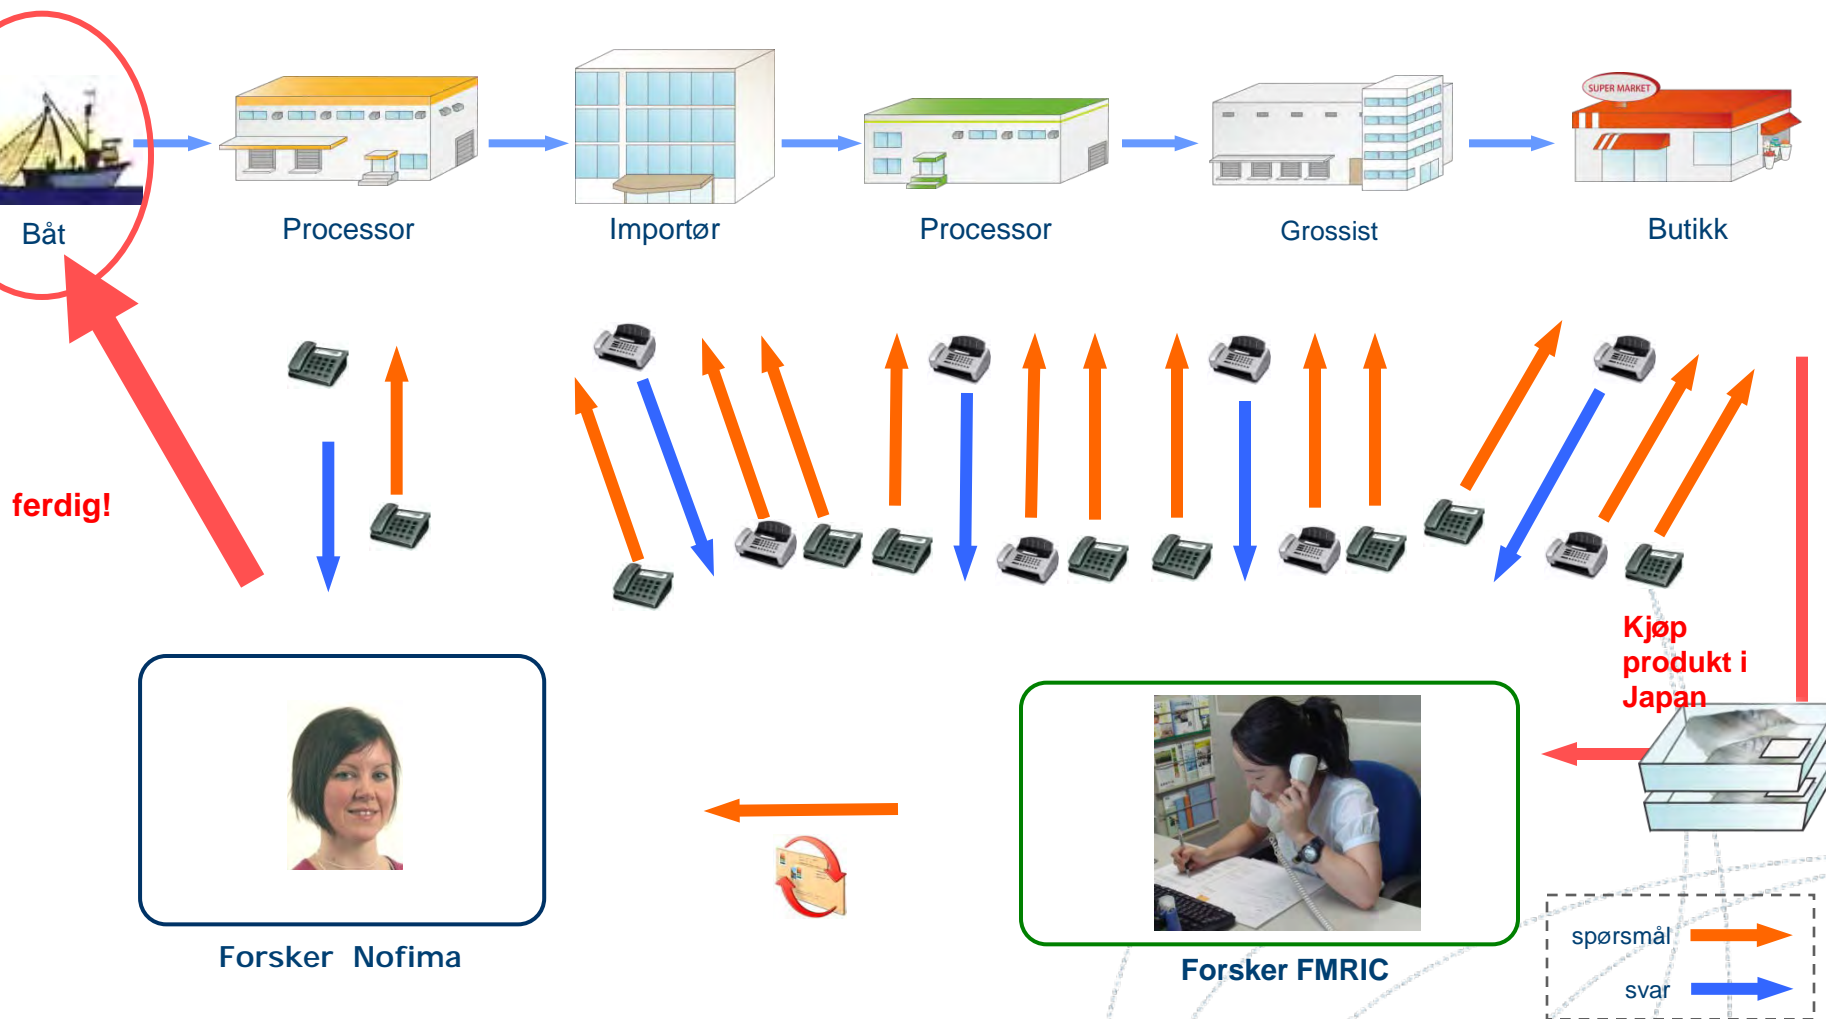 SUPER MARKET
Båt
Processor
Importør
Processor
Grossist
Butikk
ferdig!
Kjøp
produkt i
Japan
Forsker Nofima
Forsker FMRIC
spørsmål
svar